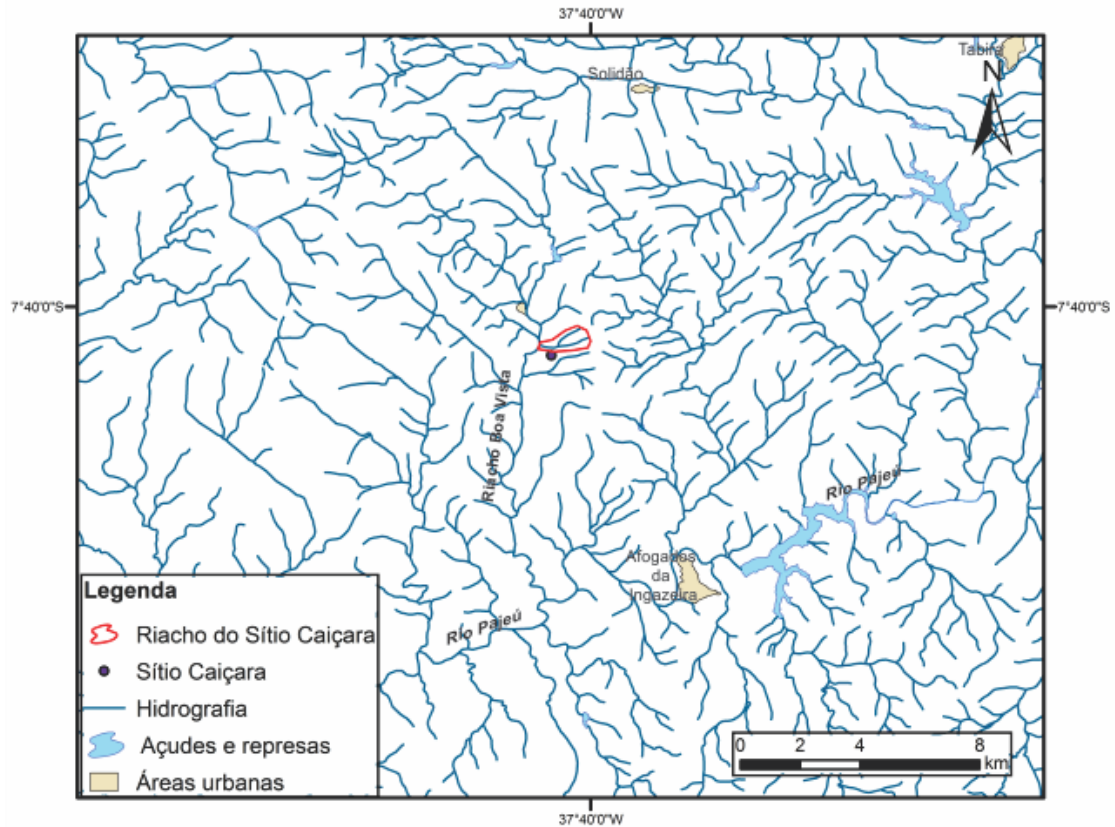 37°40'0"W
Tabira
Solidão
N
7°40'0"S
7°40'0"S
Riacho Boa Vista
Rio Pajeú
Afogados
da
Ingazeira
Rio Pajeú
Legenda
Riacho do Sítio Caiçara
Sítio Caiçara
Hidrografia
Açudes e represas
Áreas urbanas
0 2 4 8
km
37°40'0"W